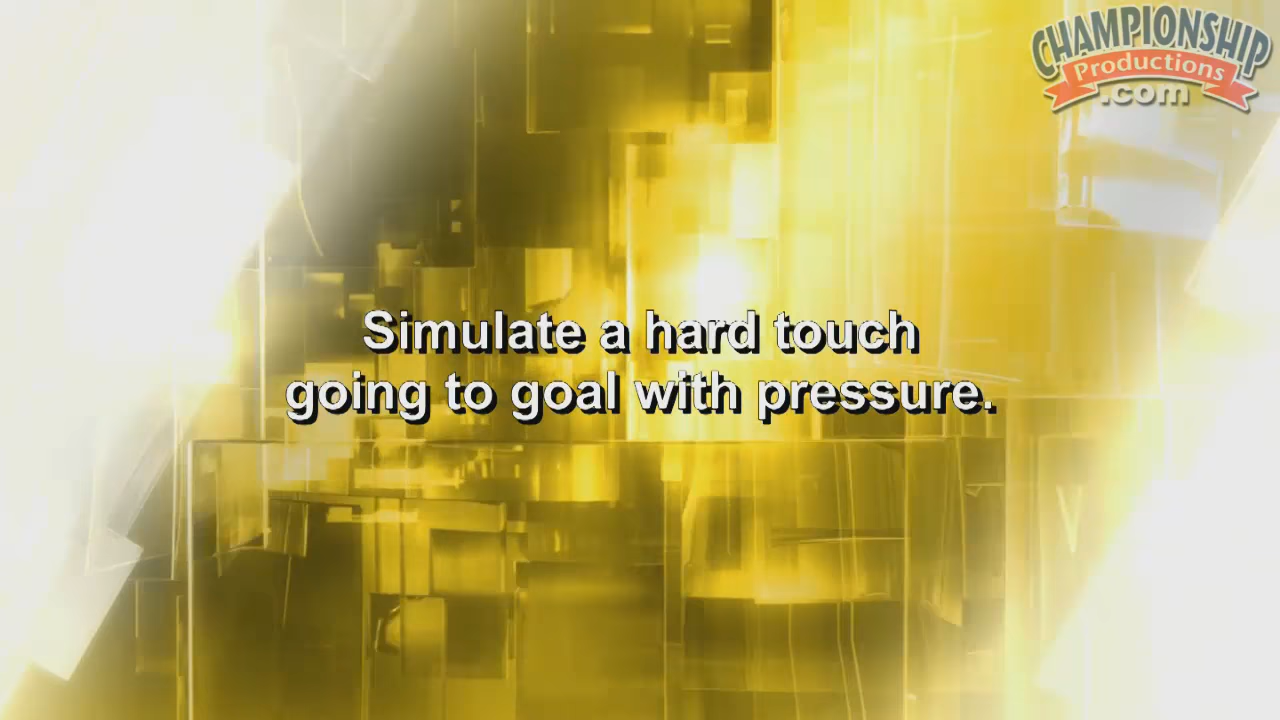 CHAMPIONSHIP
Productions
.com
Simulate a hard touch
going to goal with pressure.